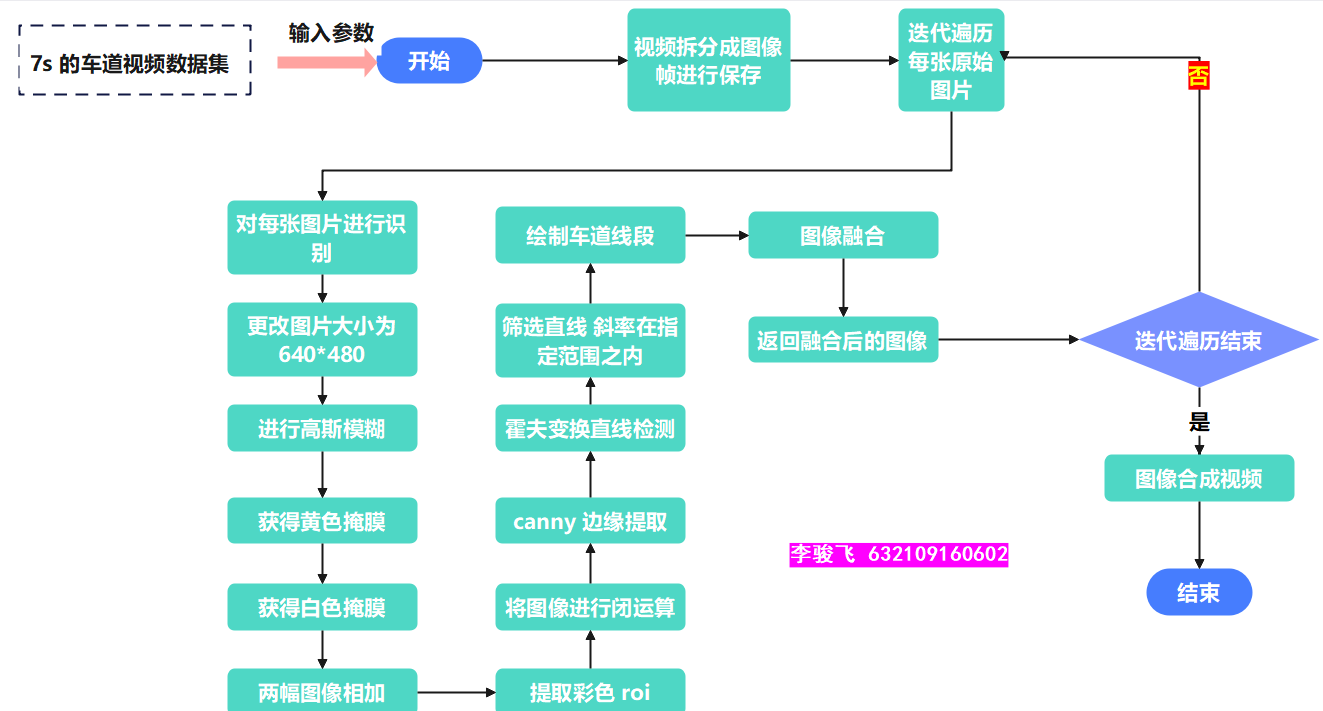 7s 的车道视频数据集
输入参数
开始
视频拆分成图像
帧进行保存
迭代遍历
每张原始
图片
否
对每张图片进行识
别
更改图片大小为
640*480
进行高斯模糊
获得黄色掩膜
获得白色掩膜
两幅图像相加
提取彩色 roi
将图像进行闭运算
canny 边缘提取
霍夫变换直线检测
筛选直线 斜率在指
定范围之内
绘制车道线段
图像融合
返回融合后的图像
迭代遍历结束
是
图像合成视频
结束
李骏飞 632109160602